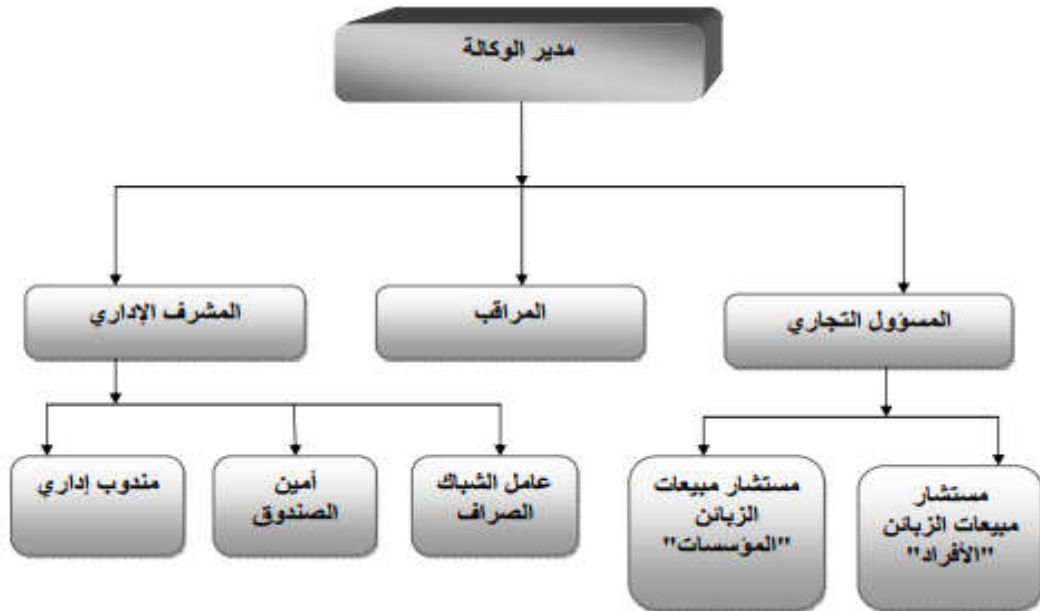 مدير الوكالة
المسؤول التجاري
المراقب
المشرف الإداري
مستشار
مبيعات الزبائن
"الأفراد"
مستشار مبيعات
الزبائن
"المؤسسات"
عامل الشباك
الصراف
أمين
الصندوق
مندوب إداري